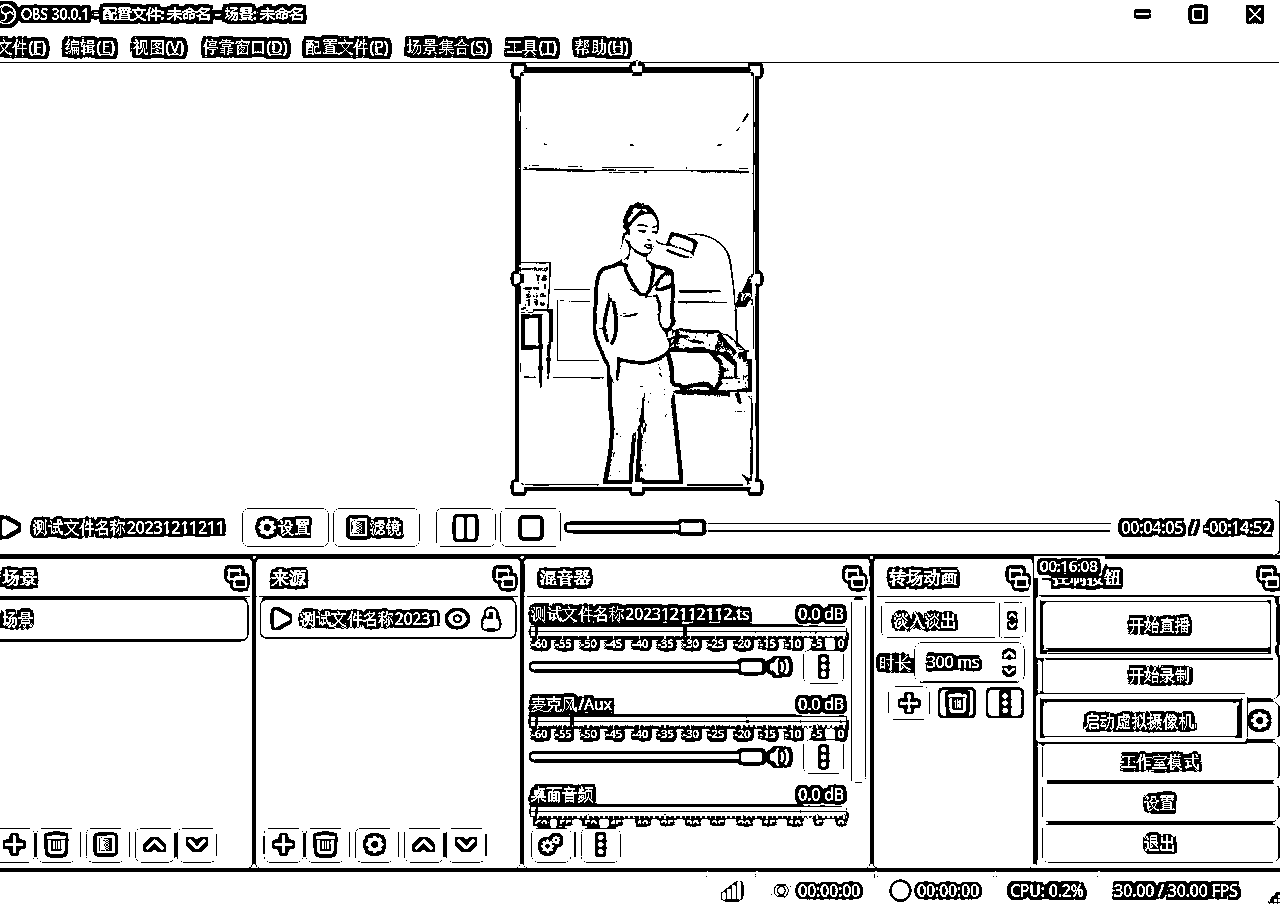 OBS 30.0.1 - 配置文件: 未命名 - 场景: 未命名
文件(F) 编辑(E) 视图(V) 停靠窗口(D) 配置文件(P) 场景集合(S) 工具(T) 帮助(H)
测试文件名称20231211211 设置 滤镜 00:04:05 // -00:14:52
场景 来源 混音器 转场动画 控制按钮
00:16:08
场景
测试文件名称20231
测试文件名称202312112112.ts 0.0 dB
-60 -55 -50 -45 -40 -35 -30 -25 -20 -15 -10 -5 0
麦克风/Aux 0.0 dB
-60 -55 -50 -45 -40 -35 -30 -25 -20 -15 -10 -5 0
桌面音频 0.0 dB
淡入淡出
时长 300 ms
开始直播
开始录制
启动虚拟摄像机
工作室模式
设置
退出
00:00:00 00:00:00 CPU: 0.2% 30.00 / 30.00 FPS